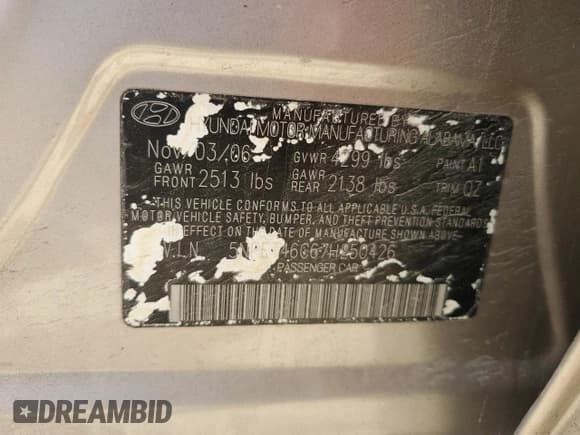 MANUFACTURED BY
HYUNDAI MOTOR MANUFACTURING ALABAMA, LLC
Nov/03/06 GVWR 4299 lbs PAINT A1
GAWR FRONT 2513 lbs GAWR REAR 2138 lbs TRIM QZ
THIS VEHICLE CONFORMS TO ALL APPLICABLE U.S.A. FEDERAL
MOTOR VEHICLE SAFETY, BUMPER, AND THEFT PREVENTION STANDARDS
IN EFFECT ON THE DATE OF MANUFACTURE SHOWN ABOVE.
V.I.N
PASSENGER CAR
DREAMBID